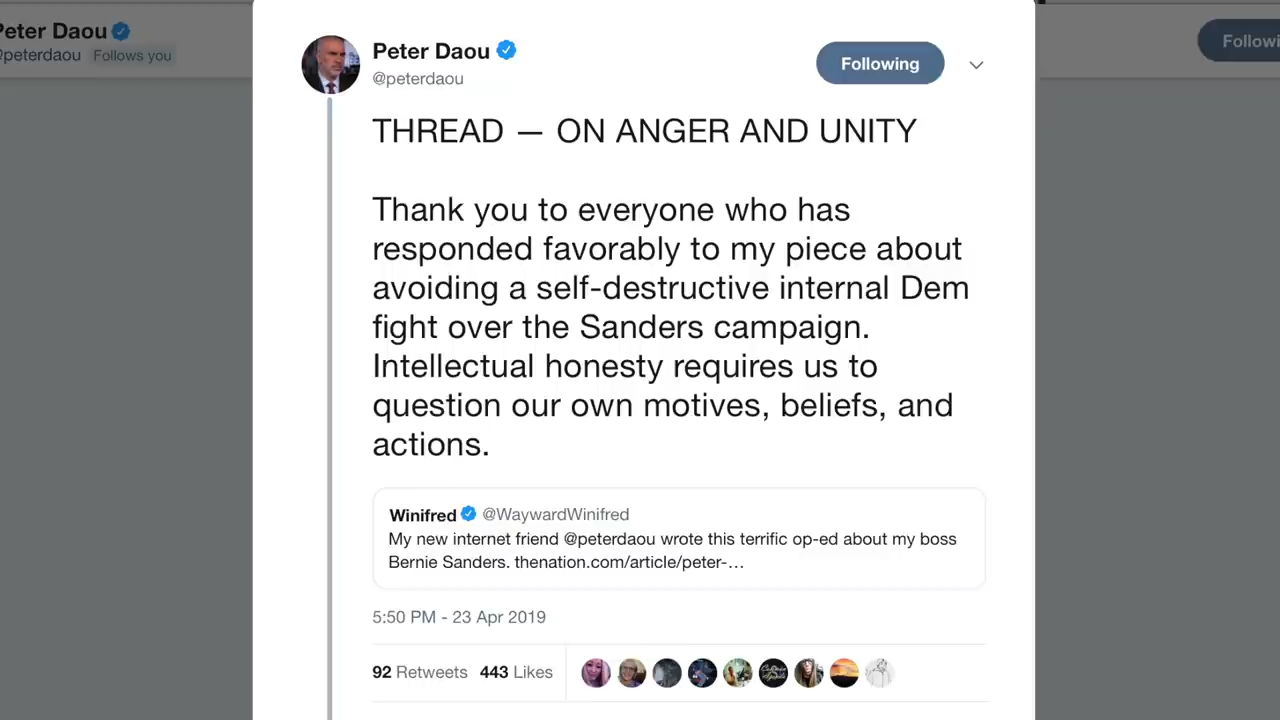 Peter Daou
@peterdaou Follows you
Peter Daou
@peterdaou
Following
THREAD — ON ANGER AND UNITY
Thank you to everyone who has
responded favorably to my piece about
avoiding a self-destructive internal Dem
fight over the Sanders campaign.
Intellectual honesty requires us to
question our own motives, beliefs, and
actions.
Winifred @WaywardWinifred
My new internet friend @peterdaou wrote this terrific op-ed about my boss
Bernie Sanders. thenation.com/article/peter-…
5:50 PM - 23 Apr 2019
92 Retweets 443 Likes